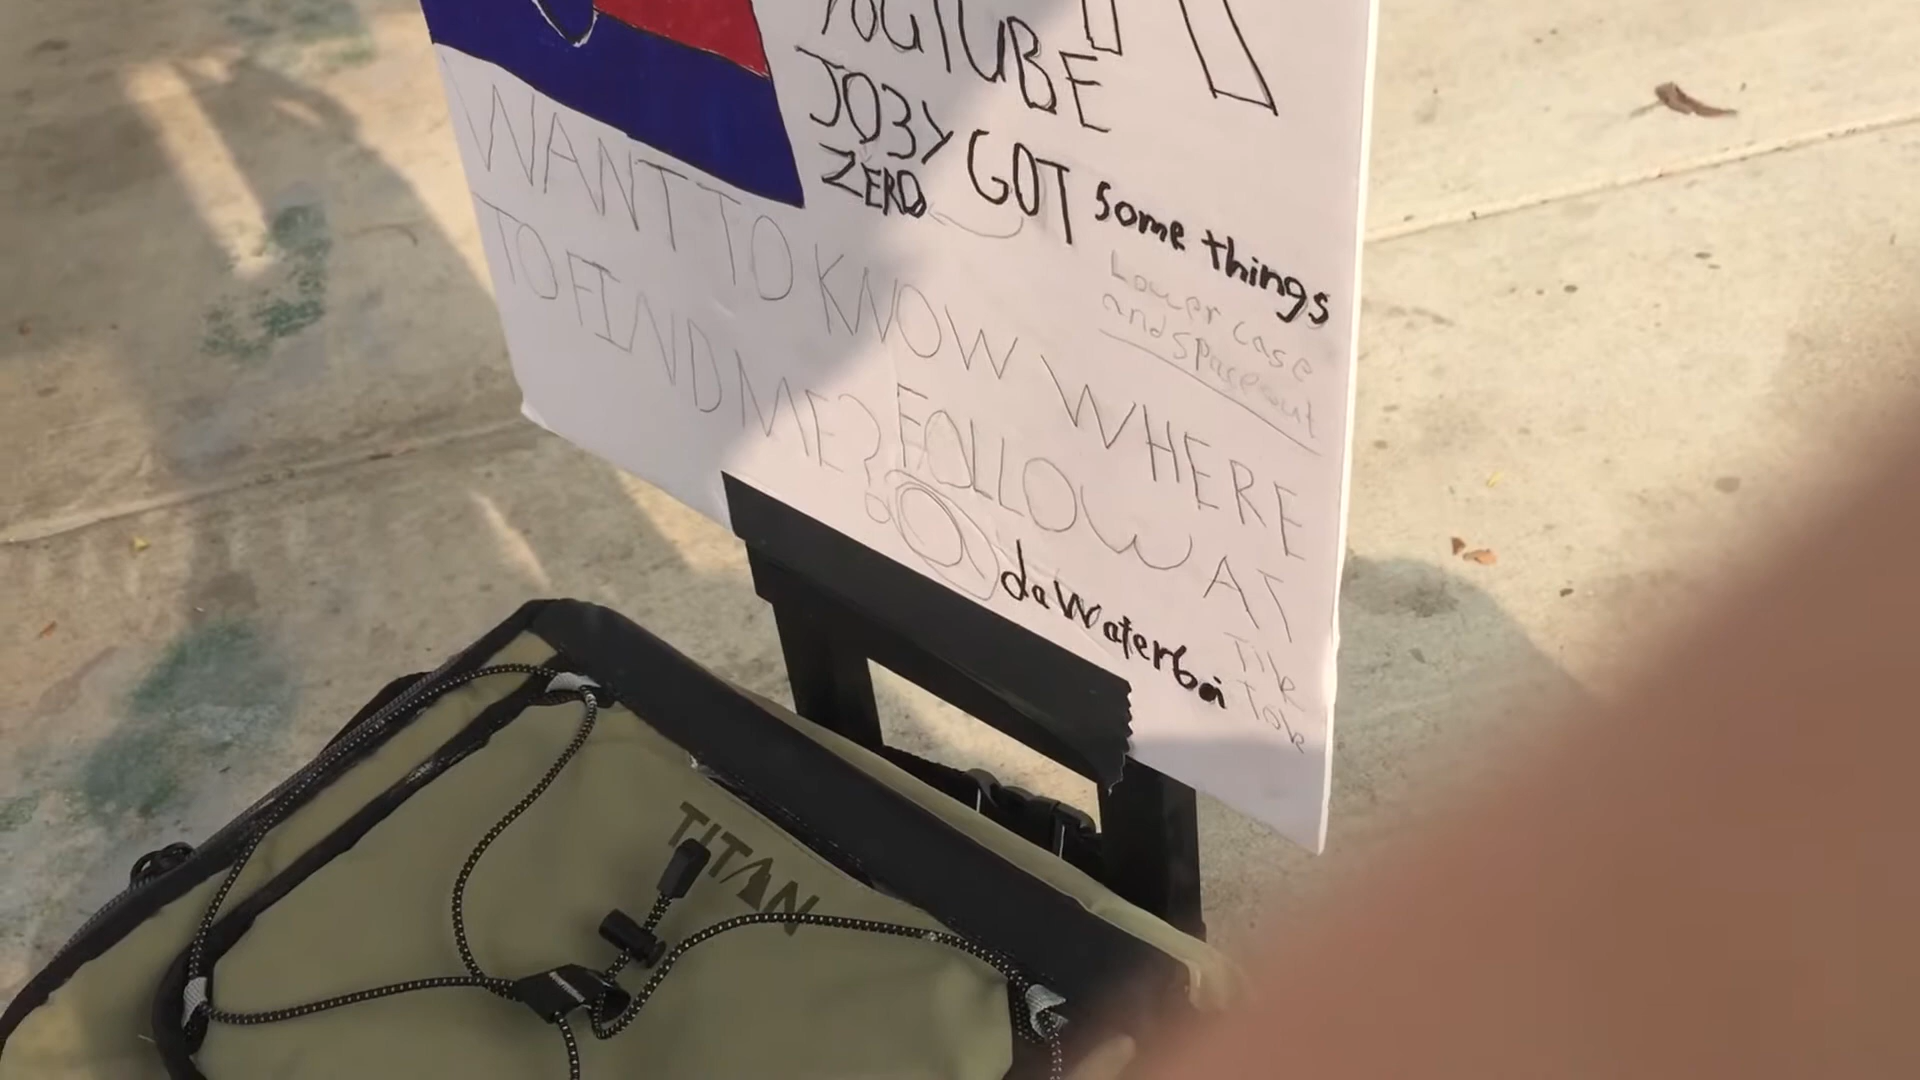 YOUTUBE
JOBY GOT some things
ZERO
Lower case
and space out
WANT TO KNOW WHERE
TO FIND ME? FOLLOW AT
daWaterboi
TIK
TOK
TITAN